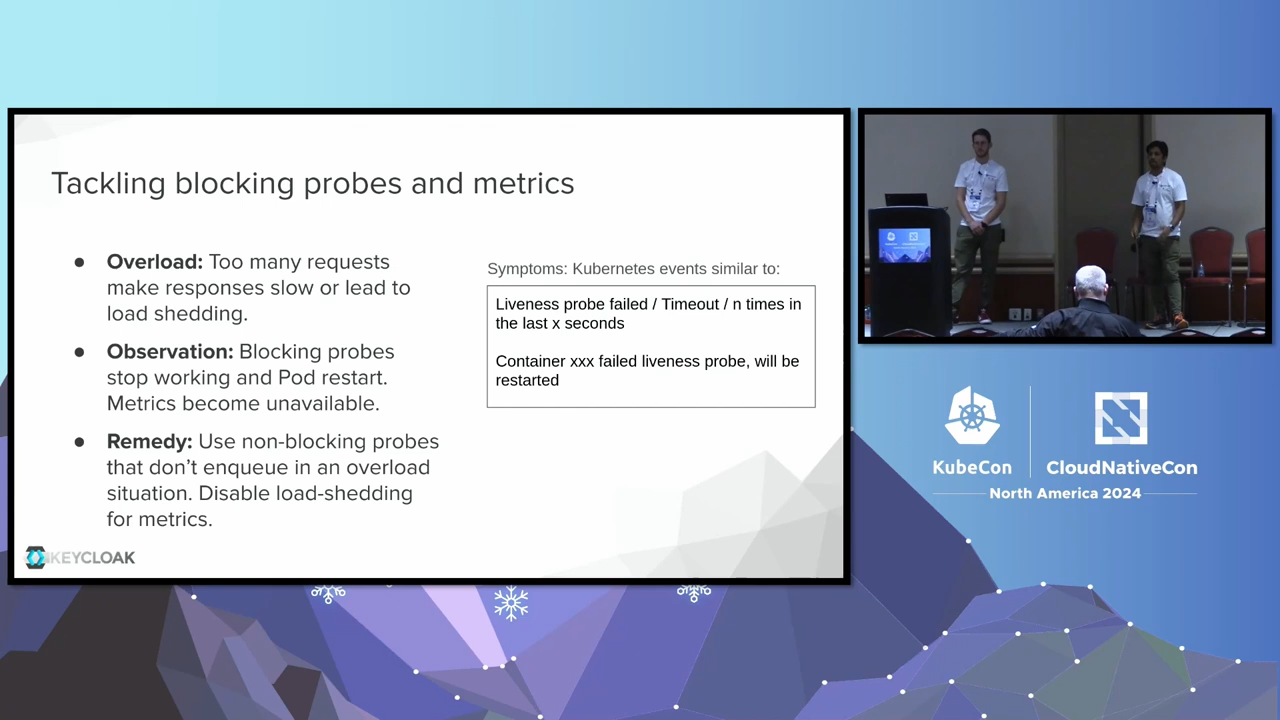 Tackling blocking probes and metrics
● Overload: Too many requests
make responses slow or lead to
load shedding.
● Observation: Blocking probes
stop working and Pod restart.
Metrics become unavailable.
● Remedy: Use non-blocking probes
that don’t enqueue in an overload
situation. Disable load-shedding
for metrics.
Symptoms: Kubernetes events similar to:
Liveness probe failed / Timeout / n times in
the last x seconds
Container xxx failed liveness probe, will be
restarted
KEYCLOAK
KubeCon
CloudNativeCon
North America 2024